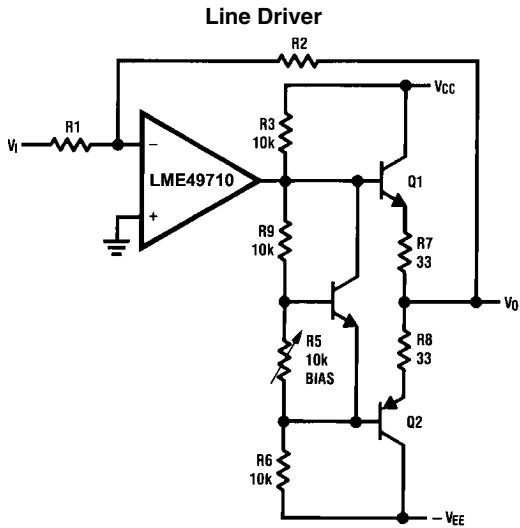 Line Driver
R2
VCC
R3
10k
R1
VI
−
LME49710
+
Q1
R9
10k
R7
33
VO
R5
10k
BIAS
R8
33
Q2
R6
10k
−VEE